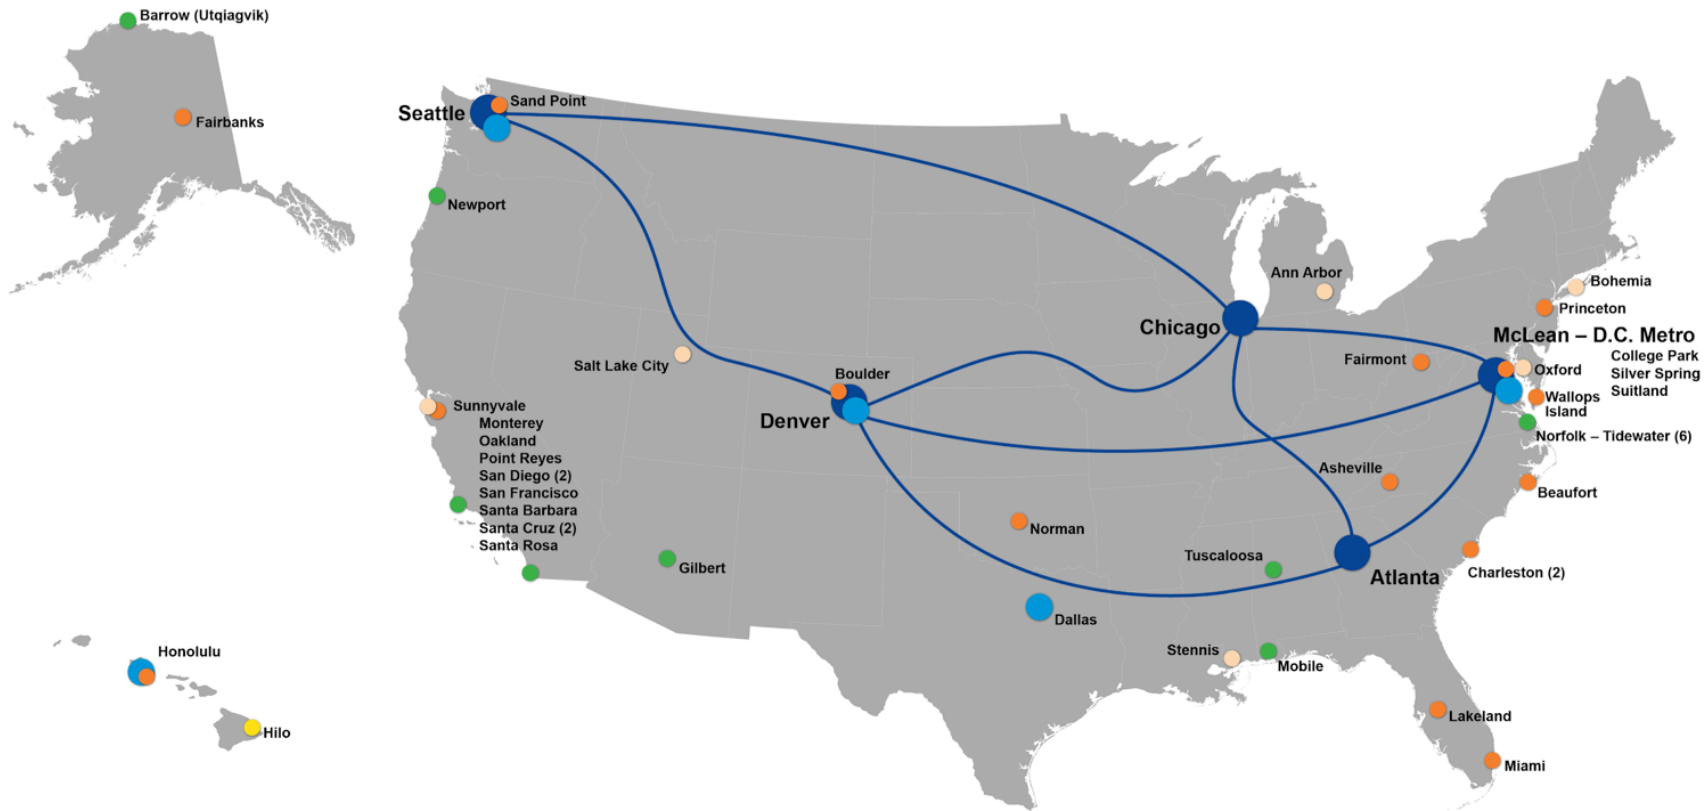 Barrow (Utqiagvik)
Fairbanks
Seattle
Sand Point
Newport
Ann Arbor
Bohemia
Princeton
Chicago
McLean – D.C. Metro
College Park
Silver Spring
Suitland
Fairmont
Oxford
Wallops
Island
Norfolk – Tidewater (6)
Salt Lake City
Boulder
Denver
Sunnyvale
Monterey
Oakland
Point Reyes
San Diego (2)
San Francisco
Santa Barbara
Santa Cruz (2)
Santa Rosa
Asheville
Beaufort
Norman
Gilbert
Tuscaloosa
Atlanta
Charleston (2)
Dallas
Stennis
Mobile
Honolulu
Hilo
Lakeland
Miami